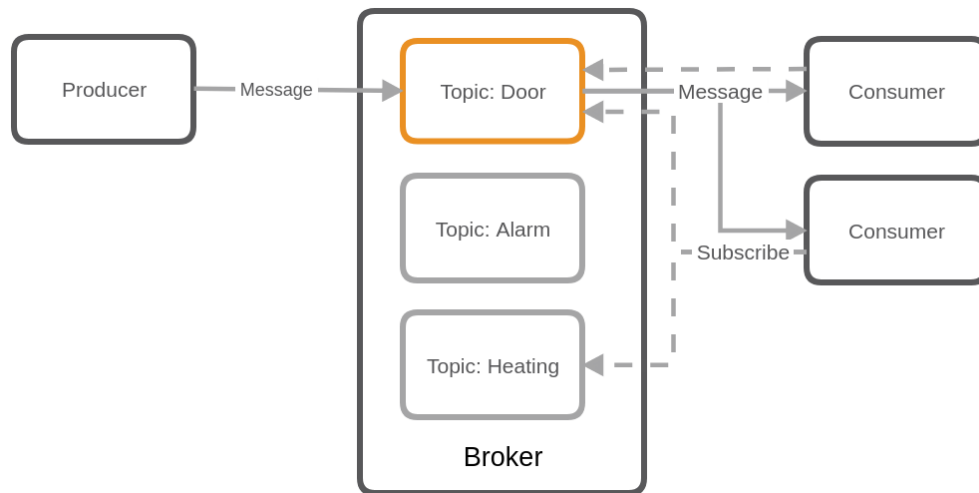 Producer
Message
Topic: Door
Message
Consumer
Topic: Alarm
Consumer
Subscribe
Topic: Heating
Broker